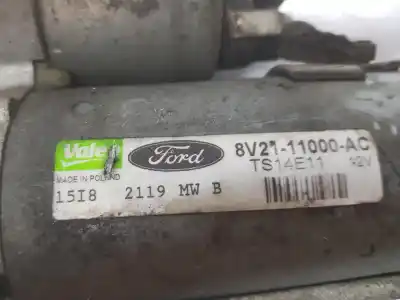 Valeo
Ford
8V21-11000-AC
MADE IN POLAND
TS14E11
12V
15I8
2119 MW B